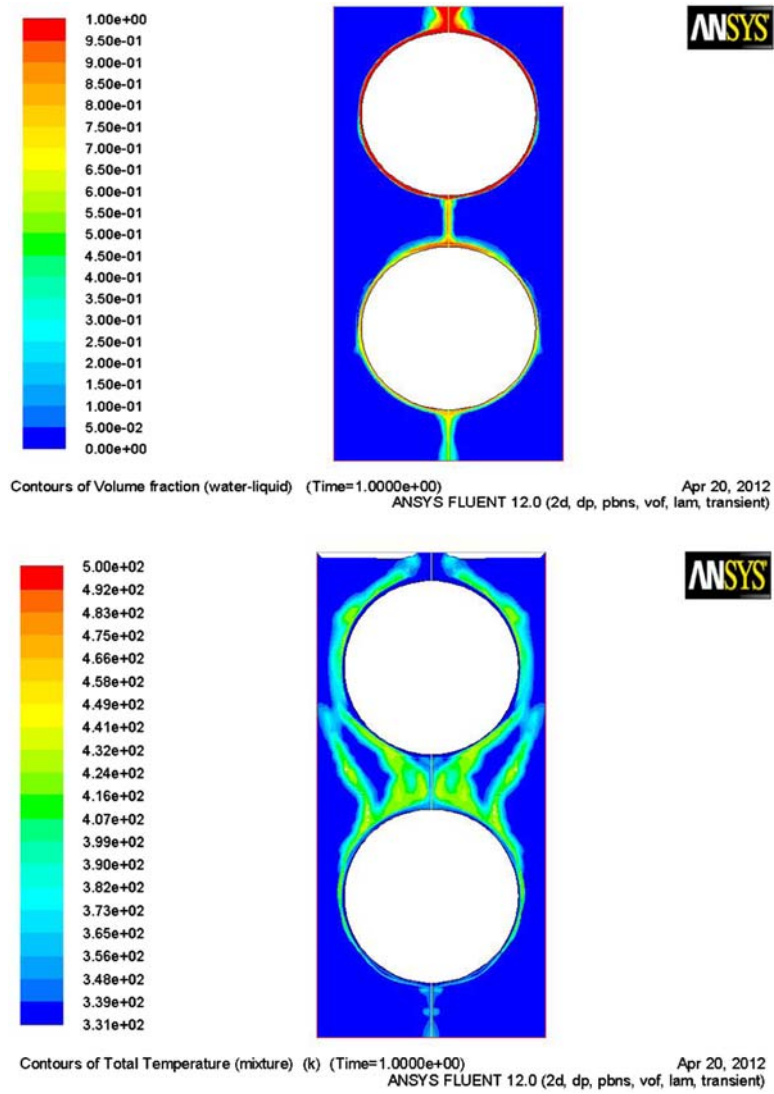 1.00e+00
9.50e-01
9.00e-01
8.50e-01
8.00e-01
7.50e-01
7.00e-01
6.50e-01
6.00e-01
5.50e-01
5.00e-01
4.50e-01
4.00e-01
3.50e-01
3.00e-01
2.50e-01
2.00e-01
1.50e-01
1.00e-01
5.00e-02
0.00e+00
ANSYS
Contours of Volume fraction (water-liquid) (Time=1.0000e+00)
Apr 20, 2012
ANSYS FLUENT 12.0 (2d, dp, pbns, vof, lam, transient)
5.00e+02
4.92e+02
4.83e+02
4.75e+02
4.66e+02
4.58e+02
4.49e+02
4.41e+02
4.32e+02
4.24e+02
4.16e+02
4.07e+02
3.99e+02
3.90e+02
3.82e+02
3.73e+02
3.65e+02
3.56e+02
3.48e+02
3.39e+02
3.31e+02
ANSYS
Contours of Total Temperature (mixture) (k) (Time=1.0000e+00)
Apr 20, 2012
ANSYS FLUENT 12.0 (2d, dp, pbns, vof, lam, transient)